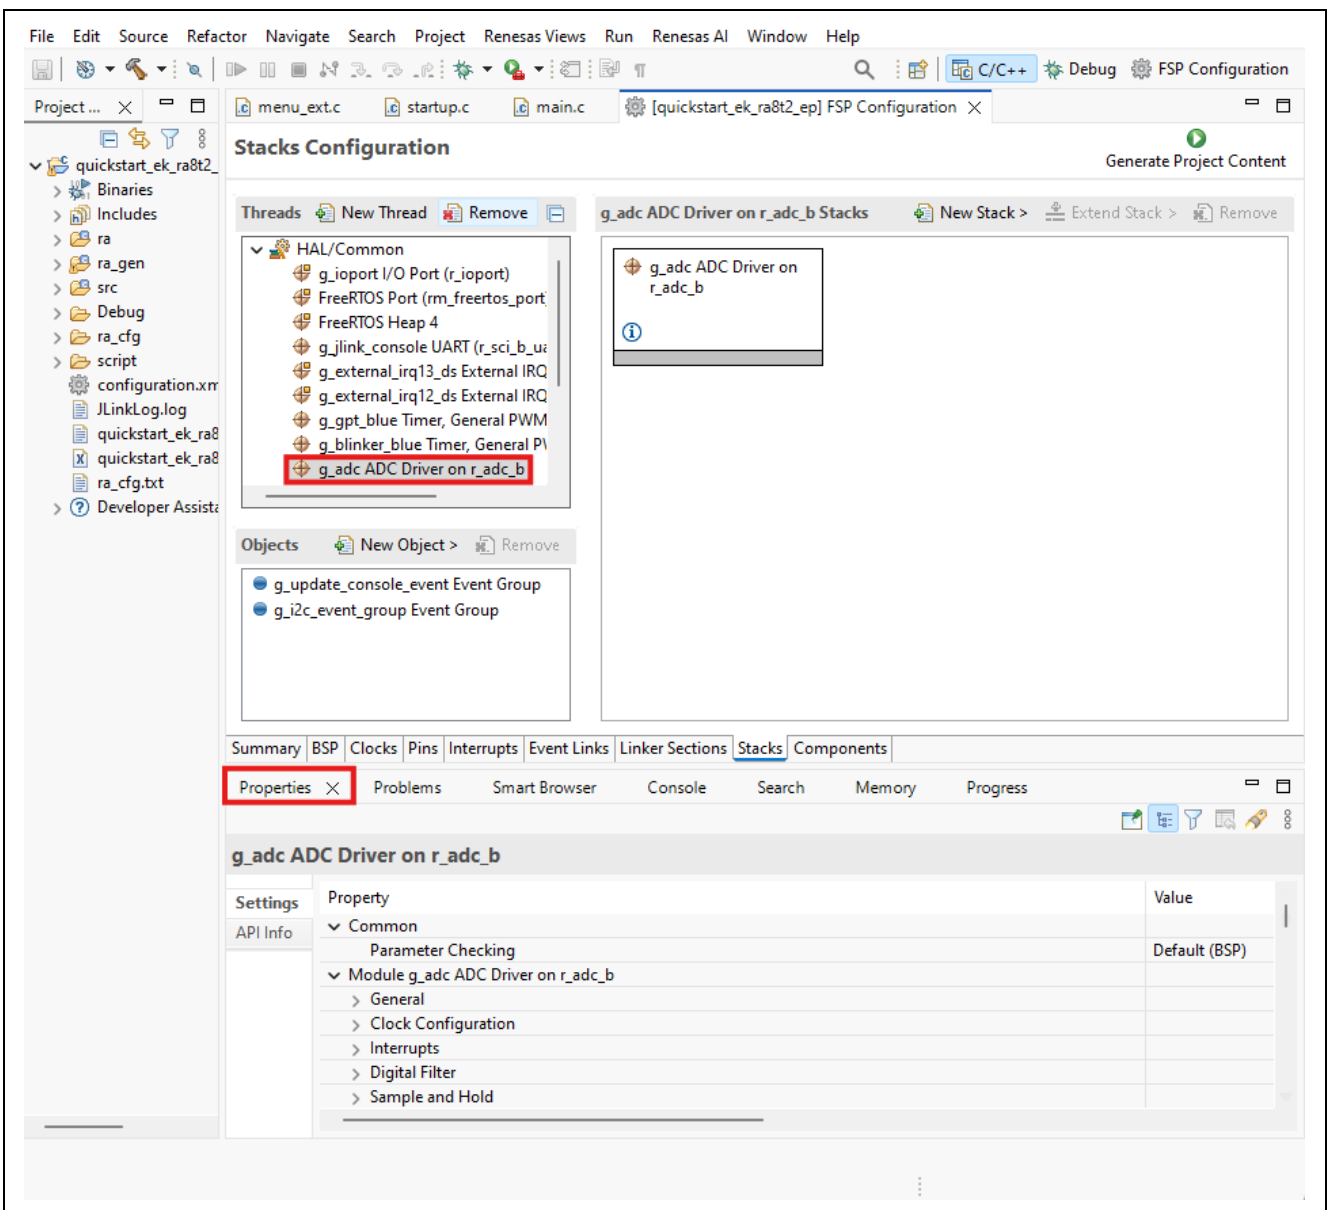 File Edit Source Refactor Navigate Search Project Renesas Views Run Renesas AI Window Help
C/C++ Debug FSP Configuration
Project ...
menu_ext.c startup.c main.c [quickstart_ek_ra8t2_ep] FSP Configuration
Stacks Configuration
Generate Project Content
quickstart_ek_ra8t2_
Binaries
Includes
ra
ra_gen
src
Debug
ra_cfg
script
configuration.xm
JLinkLog.log
quickstart_ek_ra8
quickstart_ek_ra8
ra_cfg.txt
Developer Assista
Threads New Thread Remove
HAL/Common
g_ioport I/O Port (r_ioport)
FreeRTOS Port (rm_freertos_port)
FreeRTOS Heap 4
g_jlink_console UART (r_sci_b_ua
g_external_irq13_ds External IRQ
g_external_irq12_ds External IRQ
g_gpt_blue Timer, General PWM
g_blinker_blue Timer, General PW
g_adc ADC Driver on r_adc_b
g_adc ADC Driver on r_adc_b Stacks New Stack > Extend Stack > Remove
g_adc ADC Driver on
r_adc_b
Objects New Object > Remove
g_update_console_event Event Group
g_i2c_event_group Event Group
Summary BSP Clocks Pins Interrupts Event Links Linker Sections Stacks Components
Properties Problems Smart Browser Console Search Memory Progress
g_adc ADC Driver on r_adc_b
Settings
API Info
Property Value
Common
Parameter Checking Default (BSP)
Module g_adc ADC Driver on r_adc_b
General
Clock Configuration
Interrupts
Digital Filter
Sample and Hold